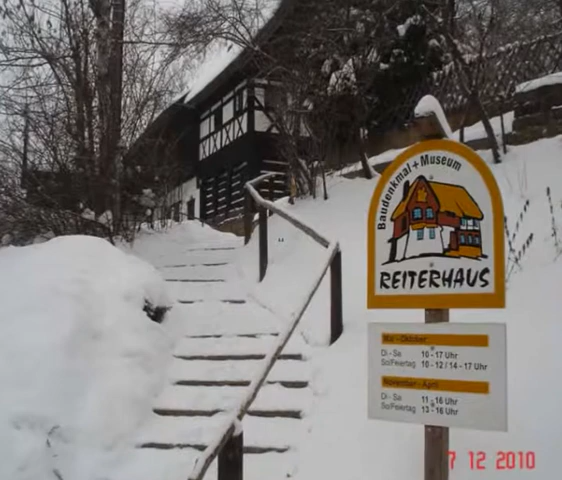 Baudenkmal + Museum
REITERHAUS
Mai - Oktober
Di - Sa 10 - 17 Uhr
So/Feiertag 10 - 12 / 14 - 17 Uhr
November - April
Di - Sa 11 - 16 Uhr
So/Feiertag 13 - 16 Uhr
7 12 2010